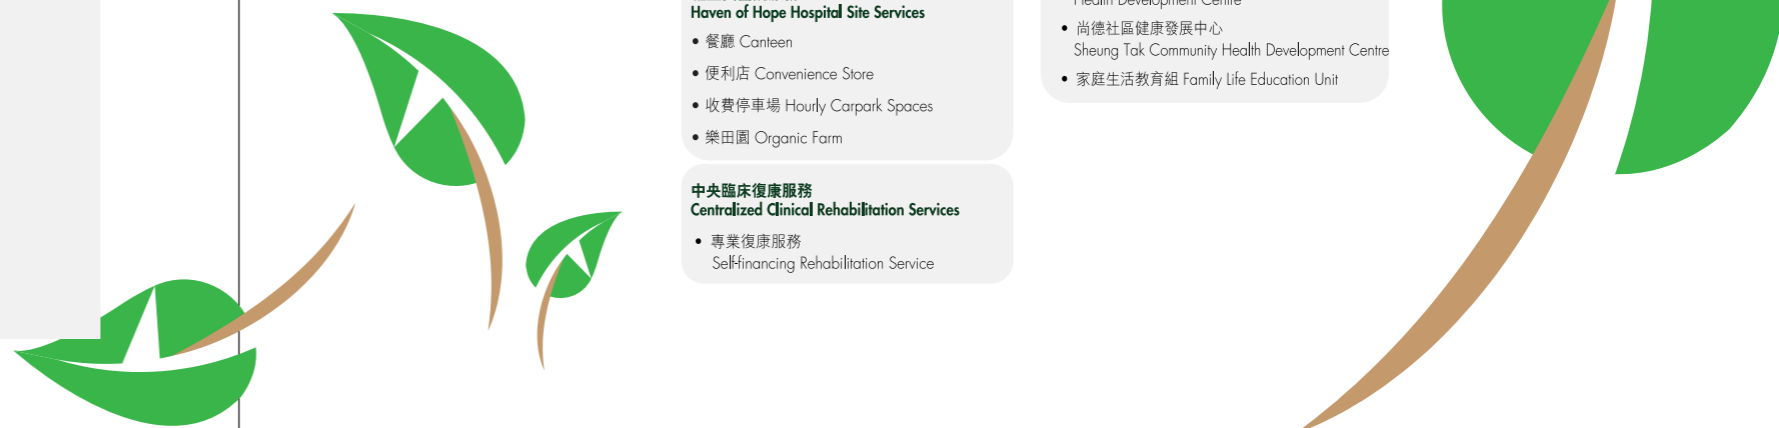 Haven of Hope Hospital Site Services
• 餐廳 Canteen
• 便利店 Convenience Store
• 收費停車場 Hourly Carpark Spaces
• 樂田園 Organic Farm
中央臨床復康服務
Centralized Clinical Rehabilitation Services
• 專業復康服務
Self-financing Rehabilitation Service
Health Development Centre
• 尚德社區健康發展中心
Sheung Tak Community Health Development Centre
• 家庭生活教育組 Family Life Education Unit